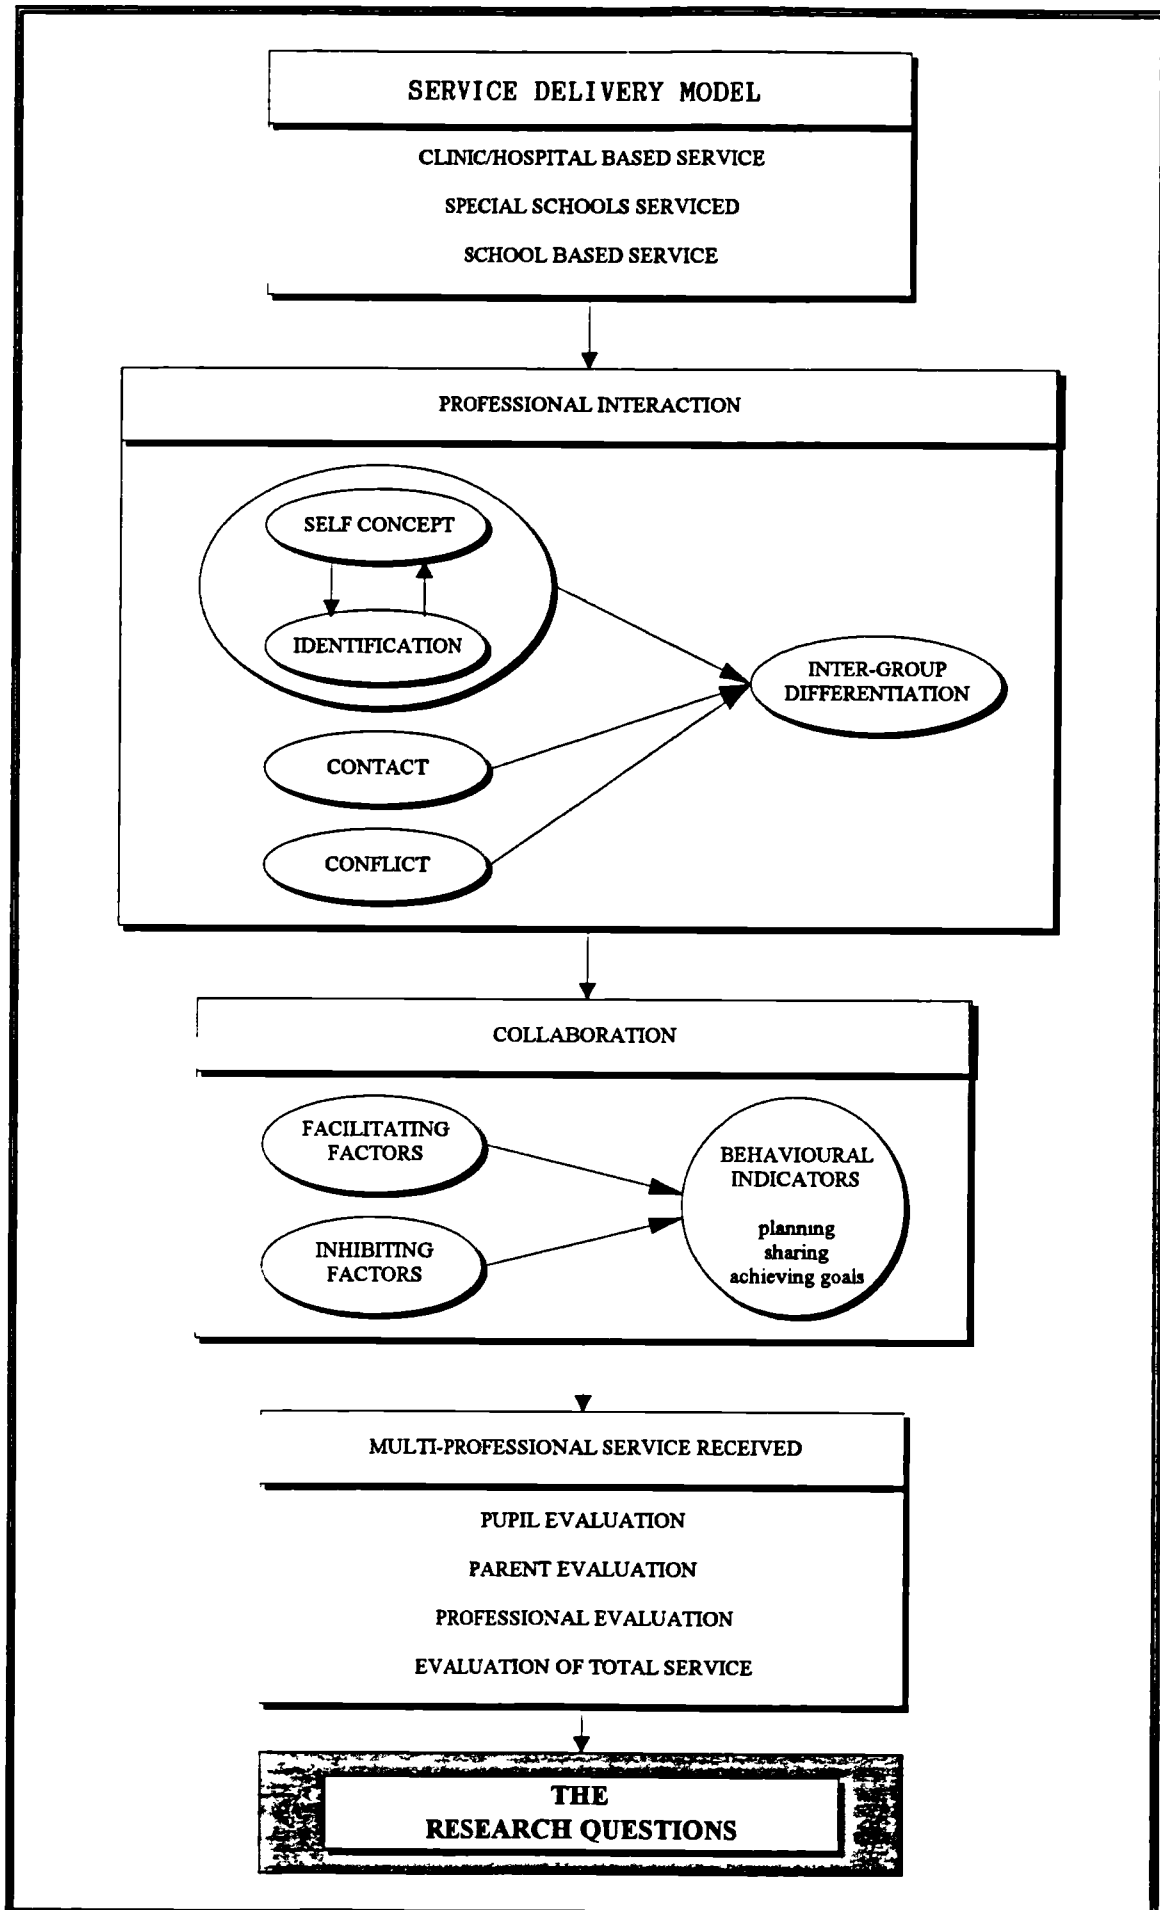 SERVICE DELIVERY MODEL
CLINIC/HOSPITAL BASED SERVICE
SPECIAL SCHOOLS SERVICED
SCHOOL BASED SERVICE
PROFESSIONAL INTERACTION
SELF CONCEPT
IDENTIFICATION
INTER-GROUP
DIFFERENTIATION
CONTACT
CONFLICT
COLLABORATION
FACILITATING
FACTORS
INHIBITING
FACTORS
BEHAVIOURAL
INDICATORS
planning
sharing
achieving goals
MULTI-PROFESSIONAL SERVICE RECEIVED
PUPIL EVALUATION
PARENT EVALUATION
PROFESSIONAL EVALUATION
EVALUATION OF TOTAL SERVICE
THE
RESEARCH QUESTIONS